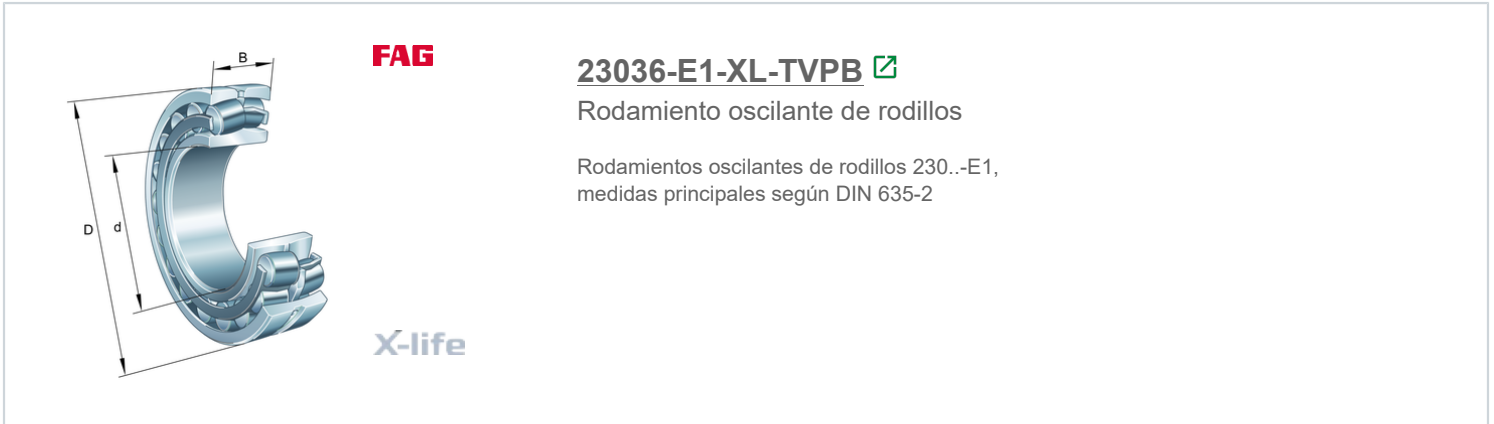 B
FAG
23036-E1-XL-TVPB
Rodamiento oscilante de rodillos
Rodamientos oscilantes de rodillos 230..-E1,
medidas principales según DIN 635-2
D
d
X-life